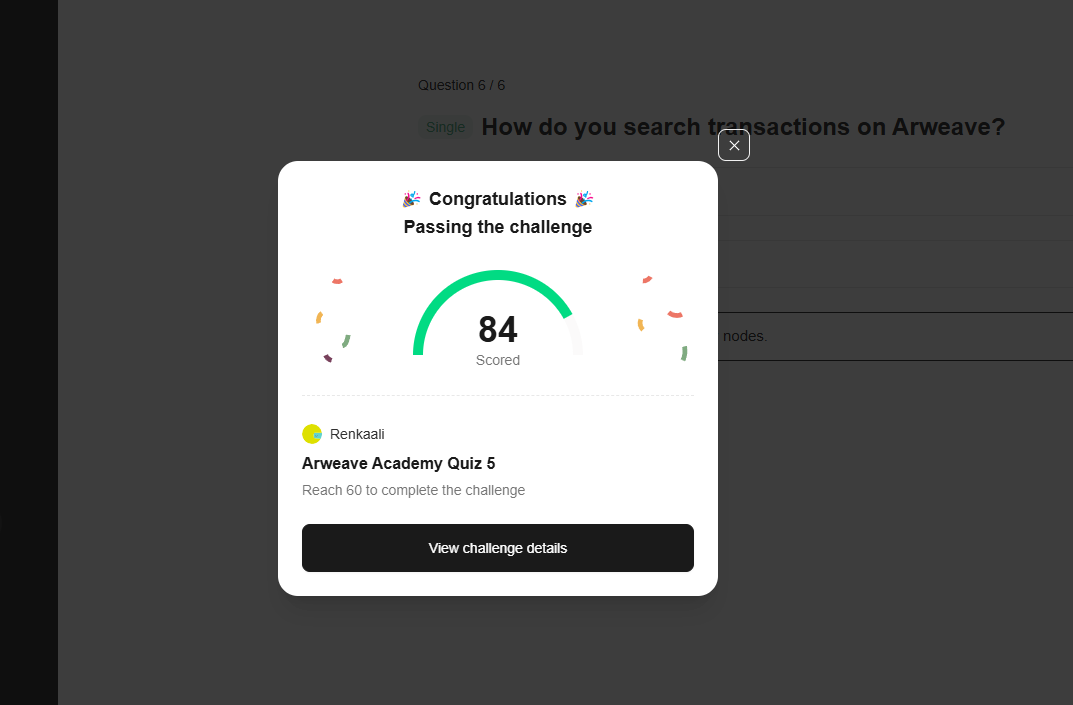 Question 6 / 6
Single How do you search transactions on Arweave?
Congratulations
Passing the challenge
84
Scored
nodes.
Renkaali
Arweave Academy Quiz 5
Reach 60 to complete the challenge
View challenge details